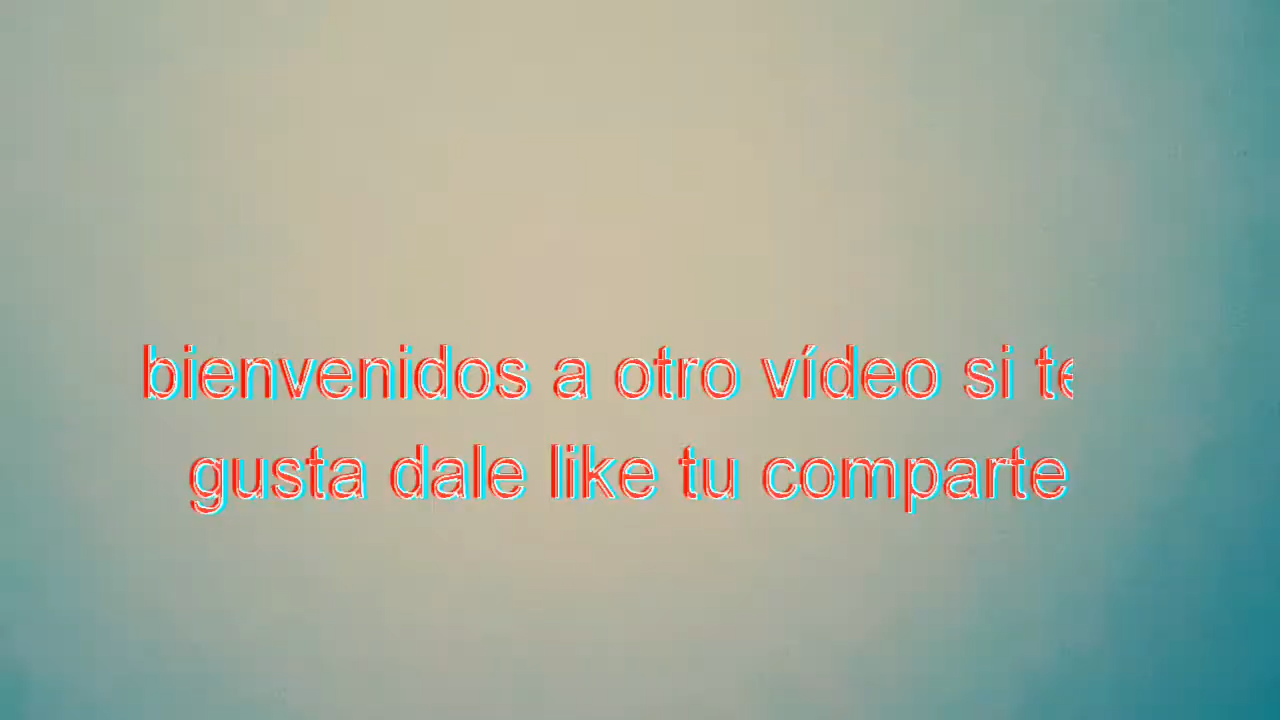 bienvenidos a otro vídeo si te
gusta dale like tu comparte